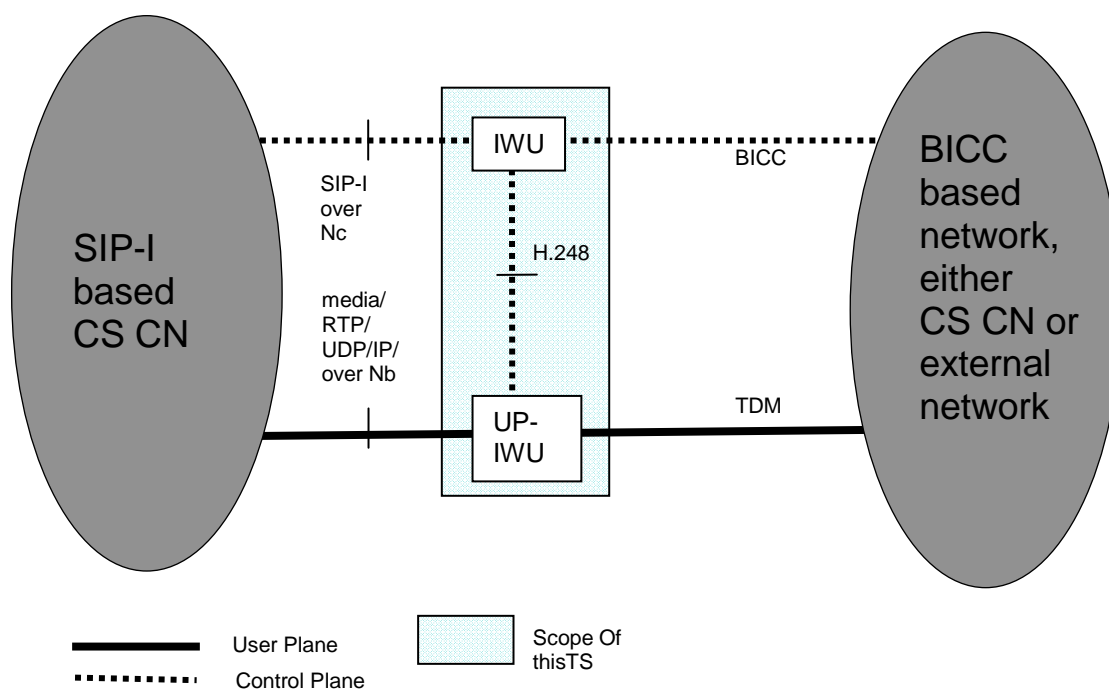 SIP-I
based
CS CN
SIP-I
over
Nc
media/
RTP/
UDP/IP/
over Nb
IWU
H.248
UP-
IWU
BICC
TDM
BICC
based
network,
either
CS CN or
external
network
User Plane
Control Plane
Scope Of
thisTS